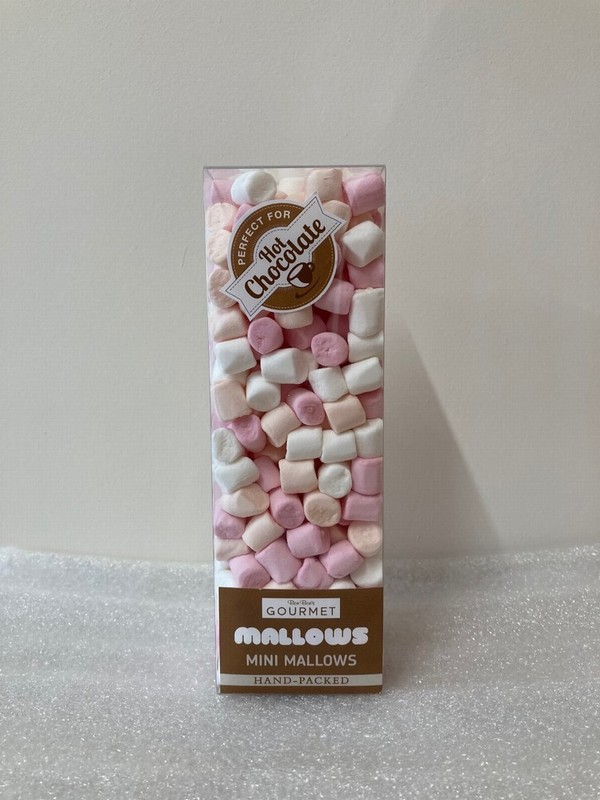 PERFECT FOR
Hot
Chocolate
GOURMET
MALLOWS
MINI MALLOWS
HAND-PACKED